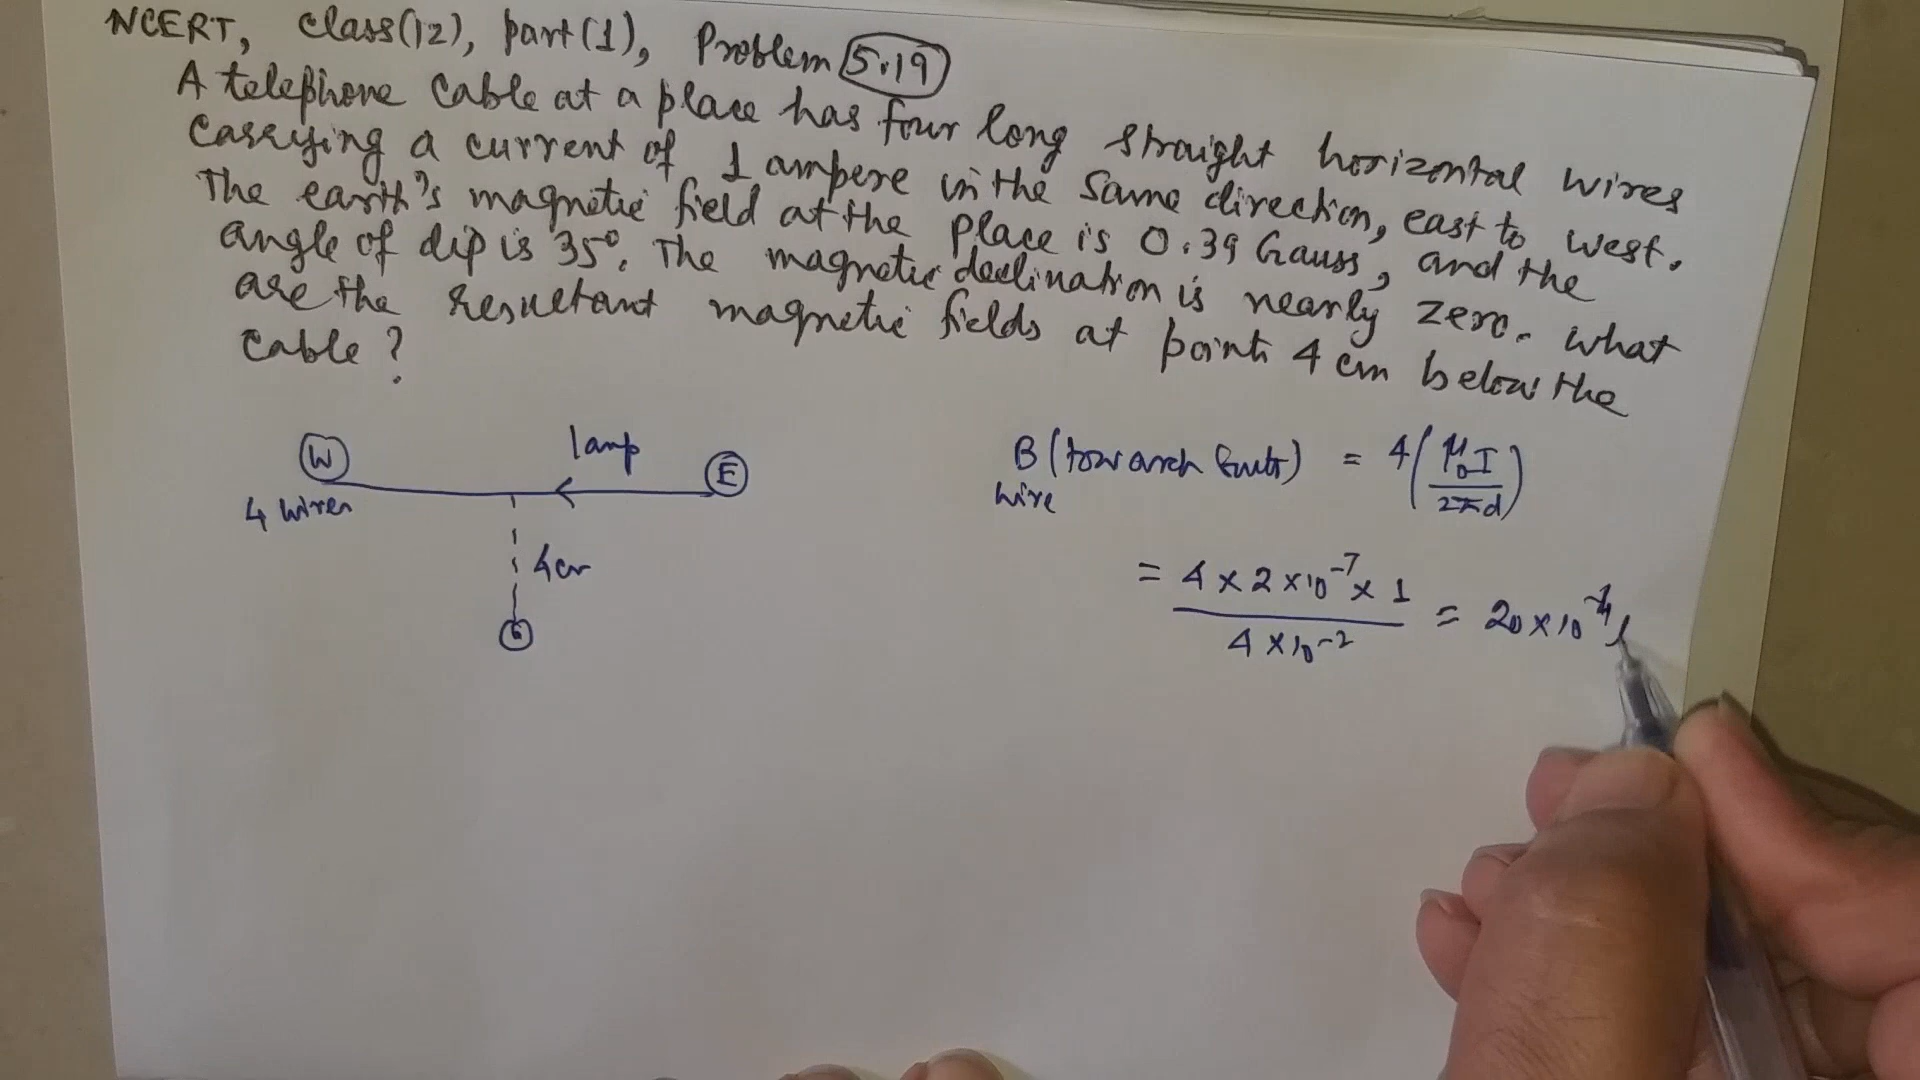 NCERT, Class(12), part(1), Problem 5.19
A telephone Cable at a place has four long straight horizontal wires
Carrying a current of 1 ampere in the same direction, east to west.
The earth's magnetic field at the place is 0.39 Gauss, and the
angle of dip is 35°. The magnetic declination is nearly zero. What
are the resultant magnetic fields at points 4 cm below the
Cable?
W 1amp E
4 wires
4cm
B (towards ) = 4(μ₀I/2πd)
wire
= 4 × 2 × 10⁻⁷ × 1 / 4 × 10⁻² = 20 × 10